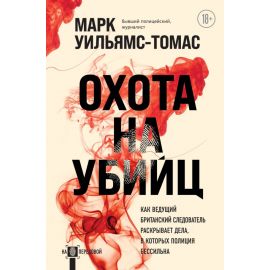 МАРК
УИЛЬЯМС-ТОМАС
Бывший полицейский,
журналист
18+
ОХОТА
НА
УБИЙЦ
КАК ВЕДУЩИЙ
БРИТАНСКИЙ СЛЕДОВАТЕЛЬ
РАСКРЫВАЕТ ДЕЛА,
В КОТОРЫХ ПОЛИЦИЯ
БЕССИЛЬНА
НА ПЕРЕДОВОЙ